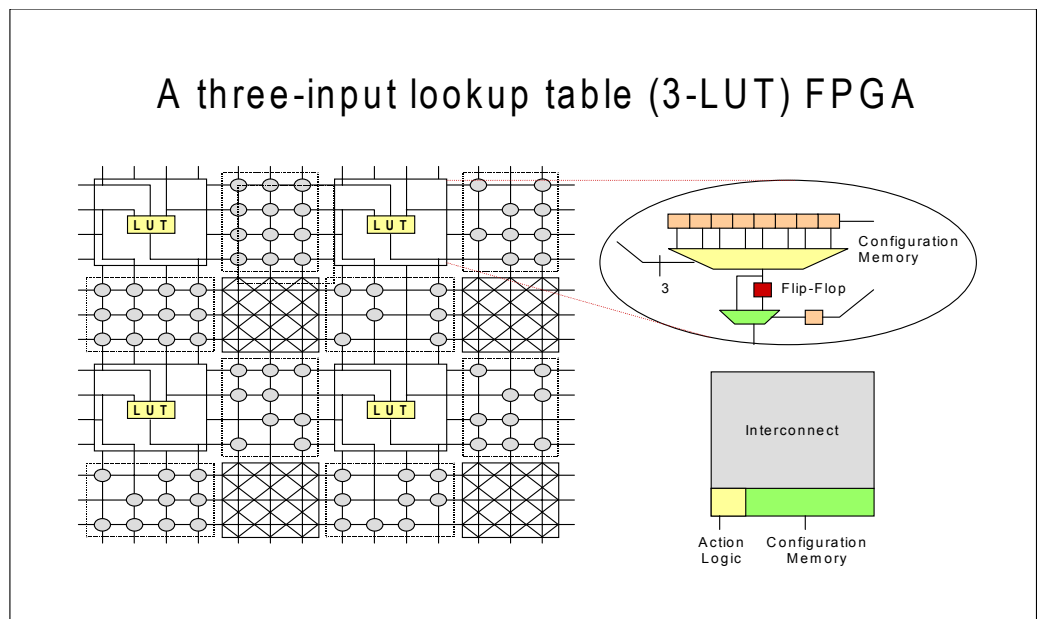 A three-input lookup table (3-LUT) FPGA
LUT
LUT
Configuration
Memory
3
Flip-Flop
LUT
LUT
Interconnect
Action
Logic
Configuration
Memory